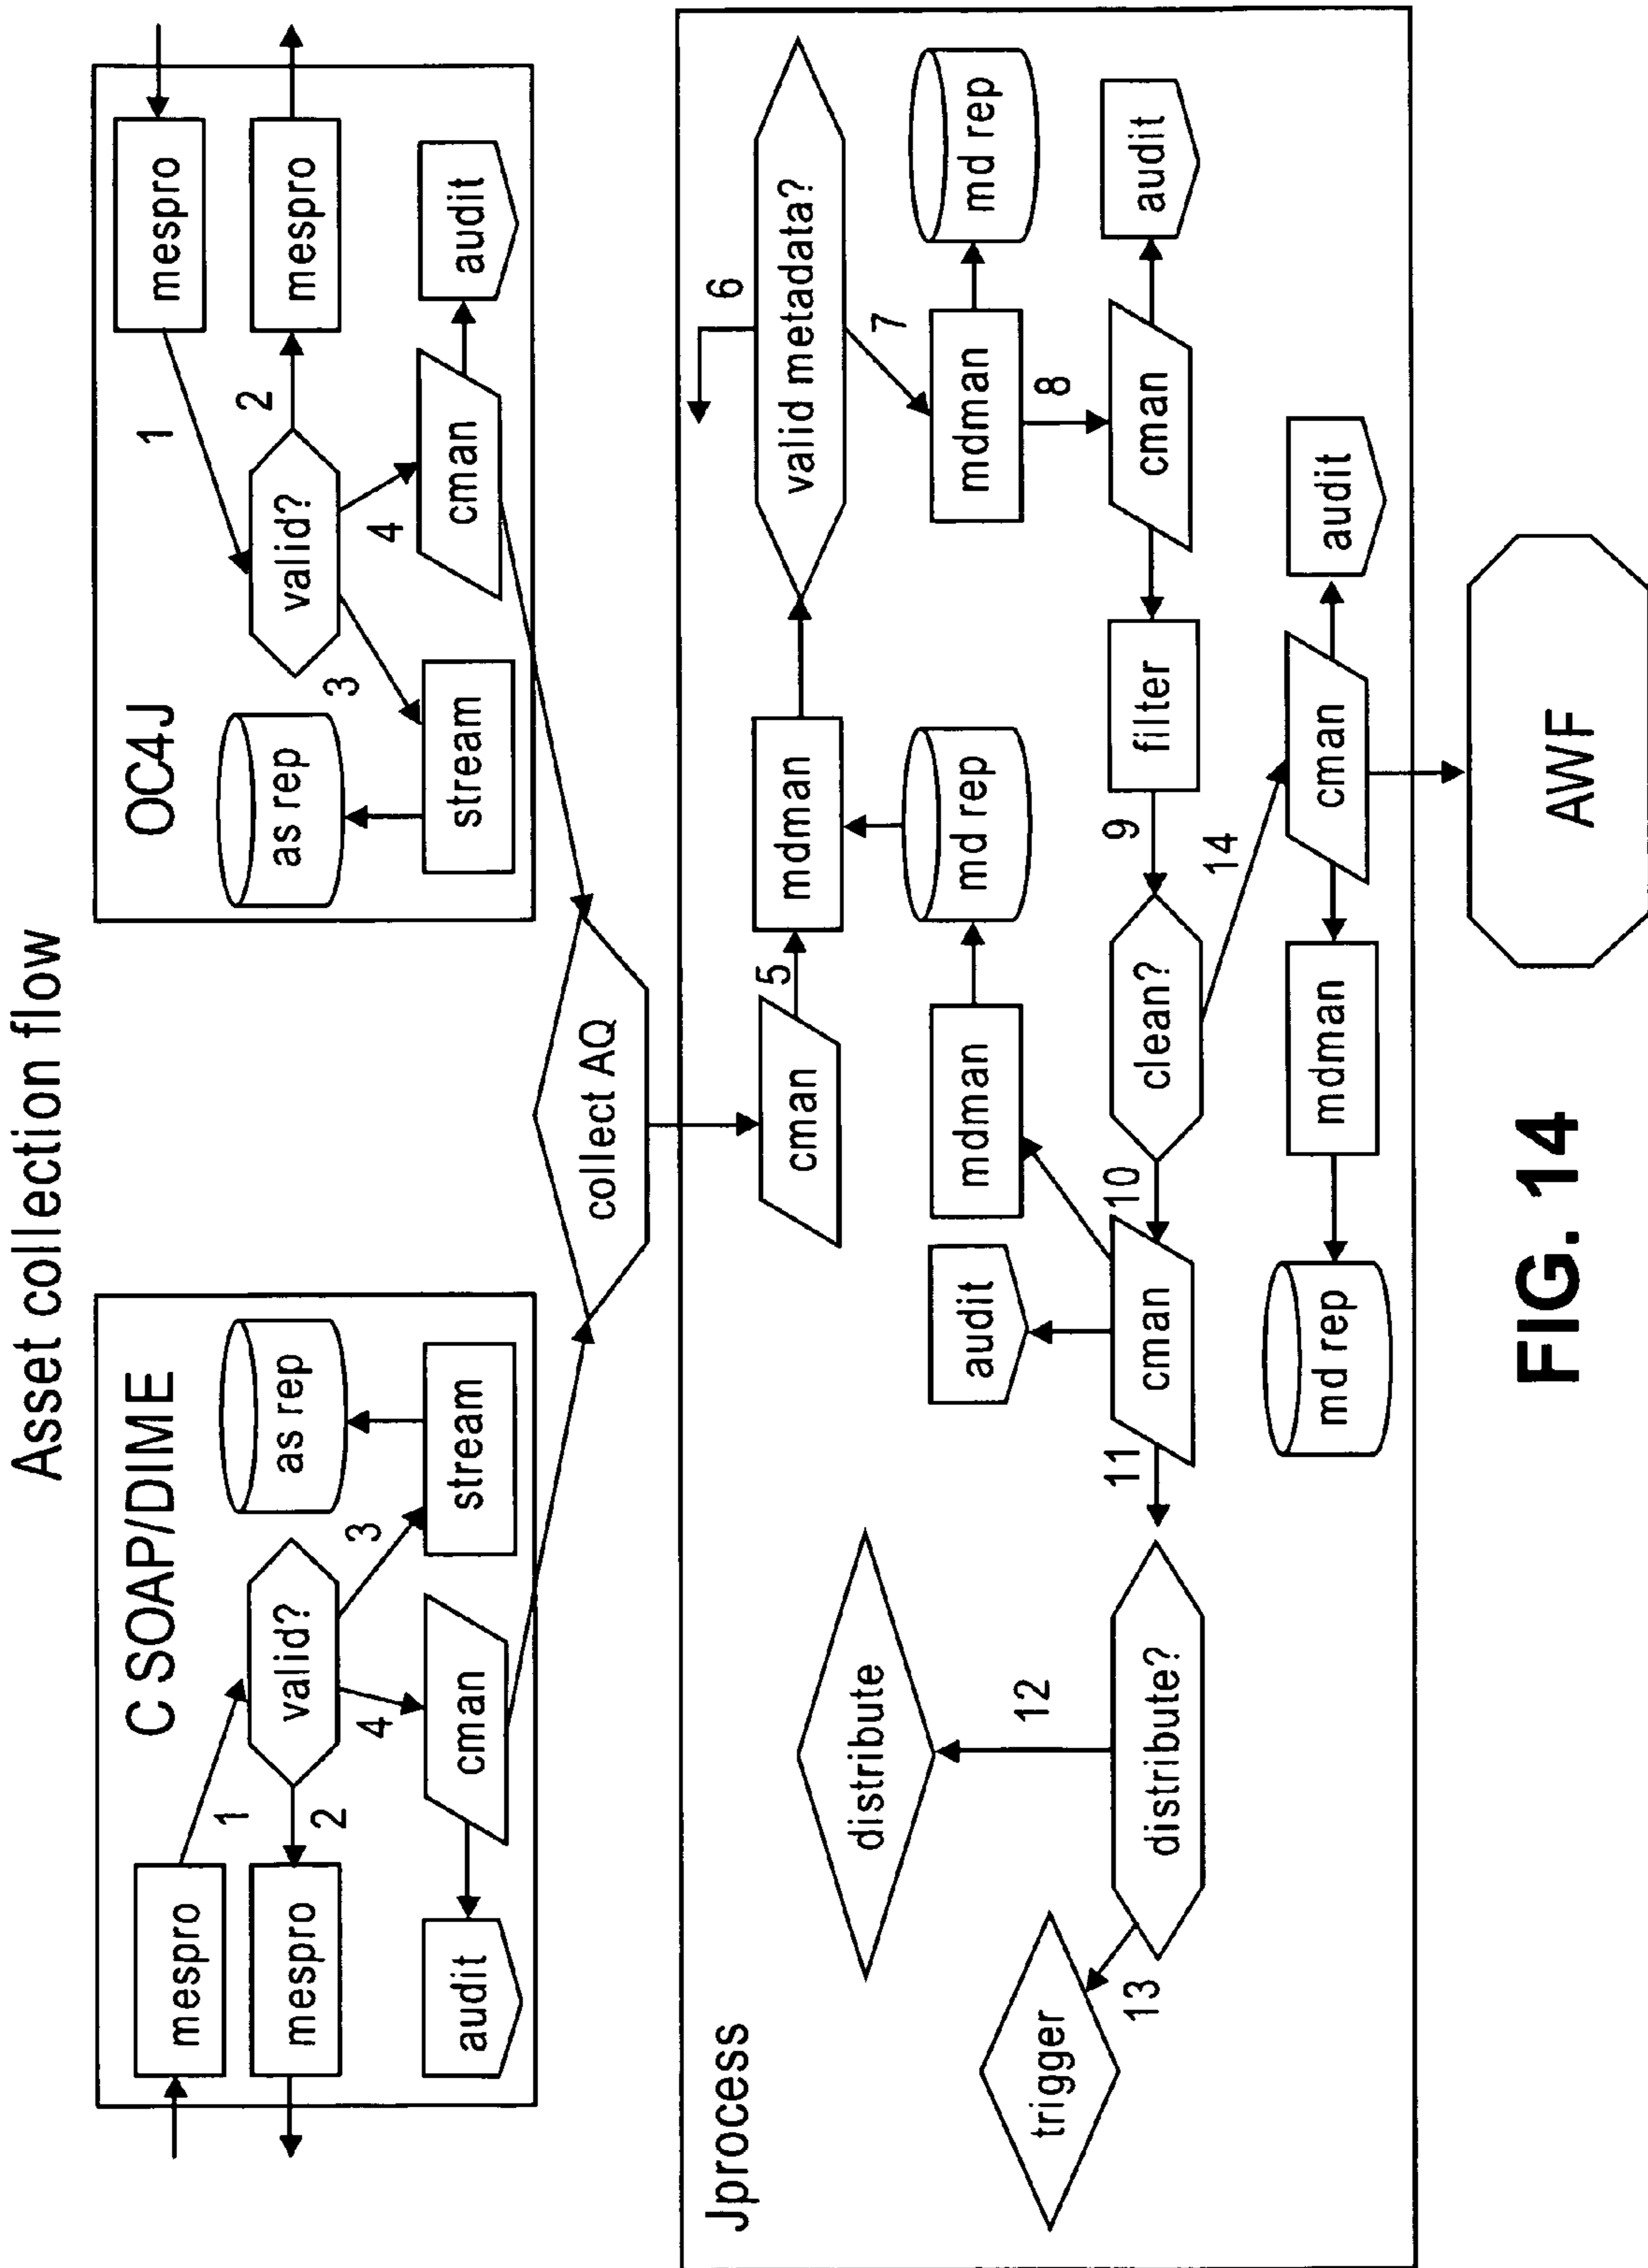 Asset collection flow
C SOAP/DIME
mespro
1
valid?
2
mespro
3
4
as rep
stream
cman
audit
OC4J
mespro
1
valid?
2
mespro
3
4
as rep
stream
cman
audit
collect AQ
Jprocess
cman
5
mdman
md rep
valid metadata?
6
7
mdman
md rep
8
cman
audit
filter
9
clean?
10
cman
audit
mdman
11
distribute?
12
distribute
13
trigger
14
cman
audit
mdman
md rep
AWF
FIG. 14